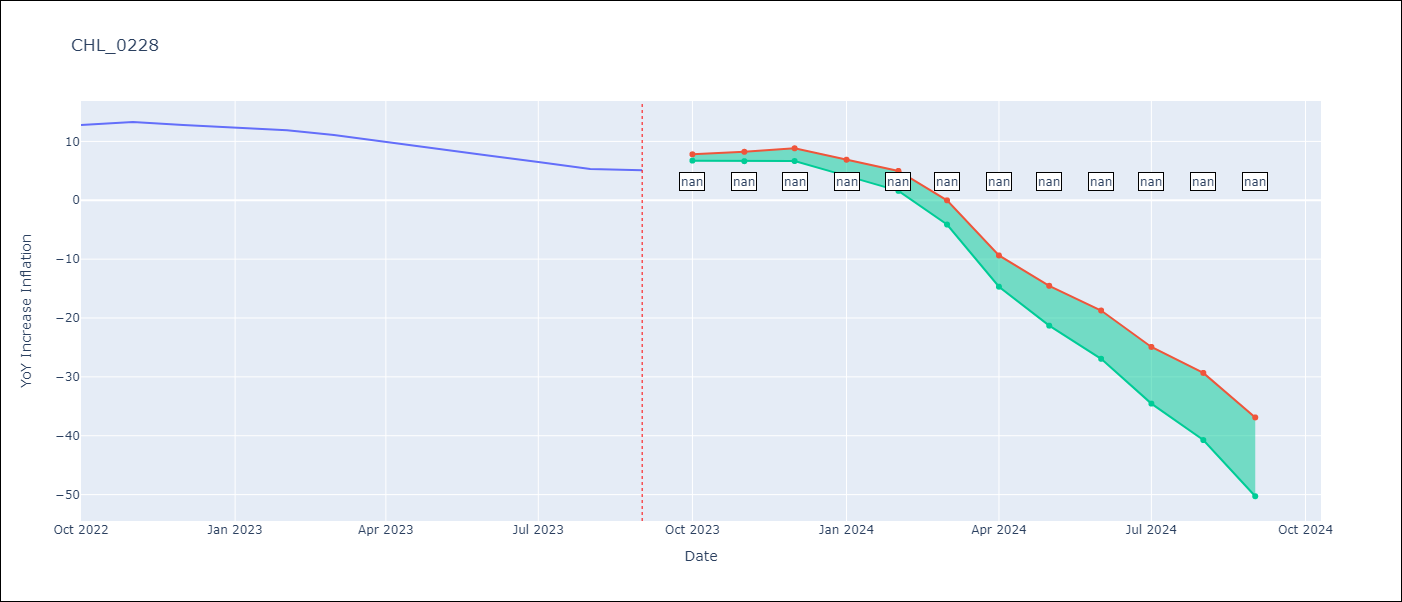 CHL_0228
YoY Increase Inflation
10
0
−10
−20
−30
−40
−50
nan nan nan nan nan nan nan nan nan nan nan nan
Oct 2022 Jan 2023 Apr 2023 Jul 2023 Oct 2023 Jan 2024 Apr 2024 Jul 2024 Oct 2024
Date